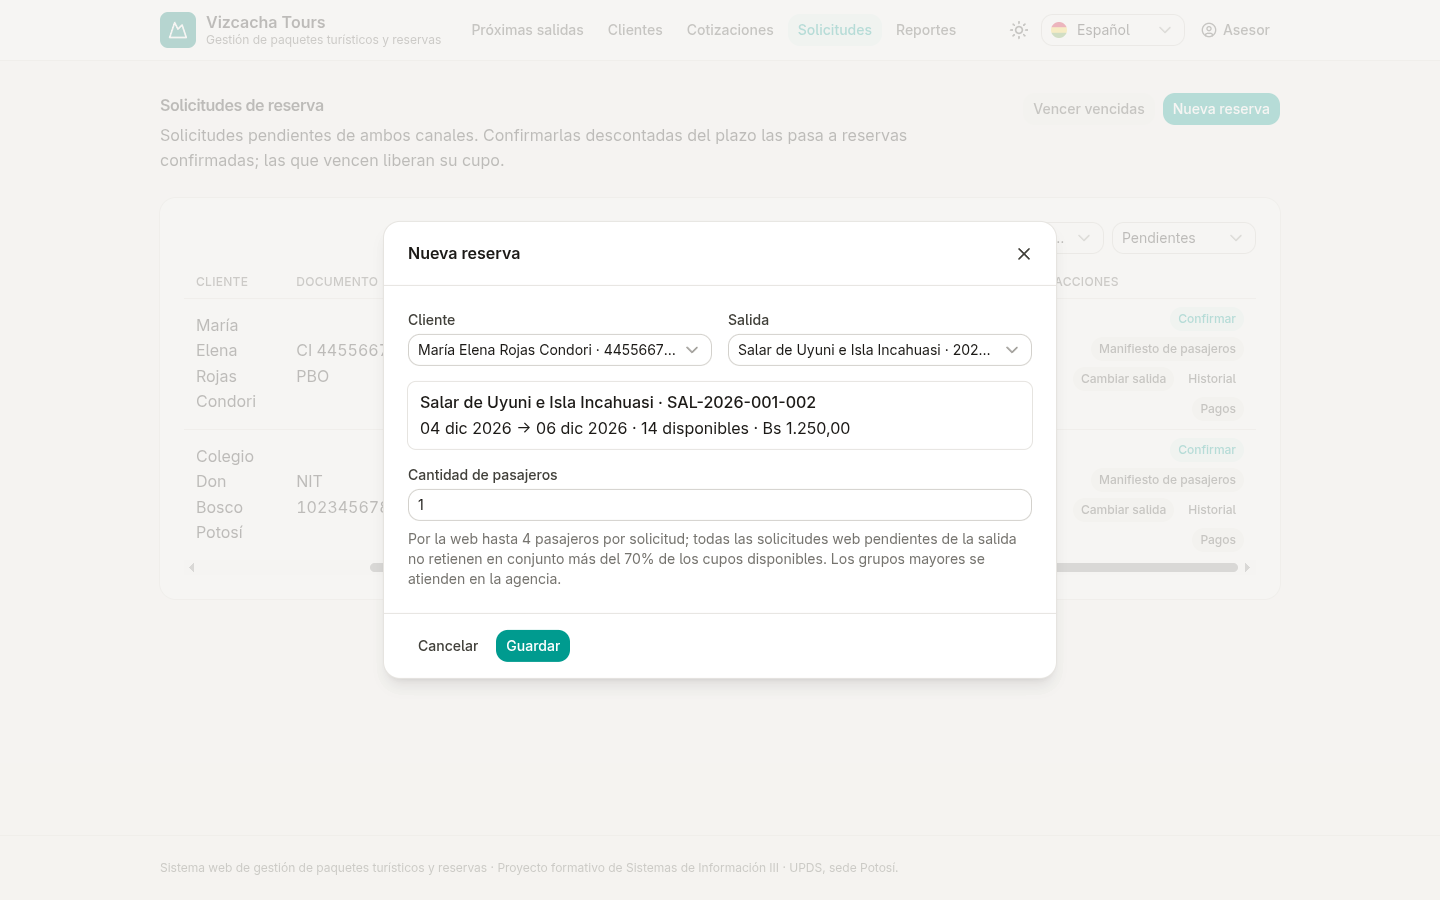 Vizcacha Tours
Gestión de paquetes turísticos y reservas
Próximas salidas
Clientes
Cotizaciones
Solicitudes
Reportes
Español
Asesor
Solicitudes de reserva
Solicitudes pendientes de ambos canales. Confirmarlas descontadas del plazo las pasa a reservas
confirmadas; las que vencen liberan su cupo.
Vencer vencidas
Nueva reserva
Pendientes
CLIENTE
DOCUMENTO
ACCIONES
María
Elena
Rojas
Condori
CI 4455667
PBO
Confirmar
Manifiesto de pasajeros
Cambiar salida
Historial
Pagos
Colegio
Don
Bosco
Potosí
NIT
102345678
Confirmar
Manifiesto de pasajeros
Cambiar salida
Historial
Pagos
Nueva reserva
Cliente
María Elena Rojas Condori · 4455667...
Salida
Salar de Uyuni e Isla Incahuasi · 202...
Salar de Uyuni e Isla Incahuasi · SAL-2026-001-002
04 dic 2026 → 06 dic 2026 · 14 disponibles · Bs 1.250,00
Cantidad de pasajeros
1
Por la web hasta 4 pasajeros por solicitud; todas las solicitudes web pendientes de la salida
no retienen en conjunto más del 70% de los cupos disponibles. Los grupos mayores se
atienden en la agencia.
Cancelar
Guardar
Sistema web de gestión de paquetes turísticos y reservas · Proyecto formativo de Sistemas de Información III · UPDS, sede Potosí.